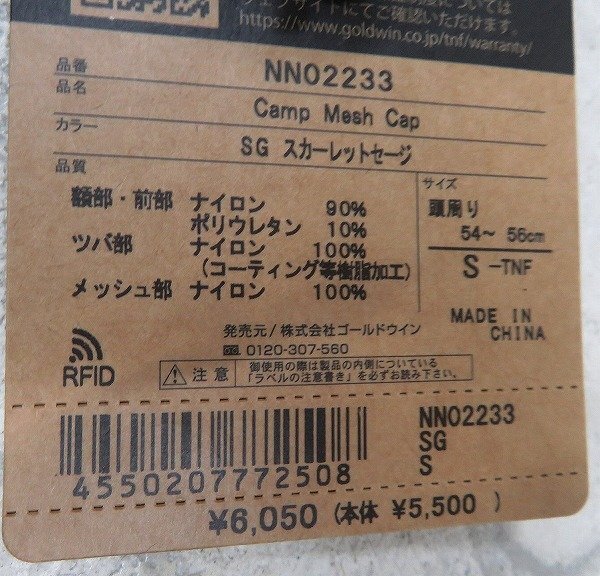 ウェブサイトにてご確認いただけます。
https://www.goldwin.co.jp/tnf/warranty/
品番 NN02233
品名 Camp Mesh Cap
カラー SG スカーレットセージ
品質
額部・前部 ナイロン 90%
ポリウレタン 10%
ツバ部 ナイロン 100%
(コーティング等樹脂加工)
メッシュ部 ナイロン 100%
サイズ
頭周り
54~ 56cm
S -TNF
MADE IN
CHINA
RFID
発売元/株式会社ゴールドウイン
0120-307-560
注意
御使用の際は製品の内側についている
「ラベルの注意書き」を必ずお読み下さい。
NN02233
SG
S
4550207772508
¥6,050 (本体 ¥5,500 )